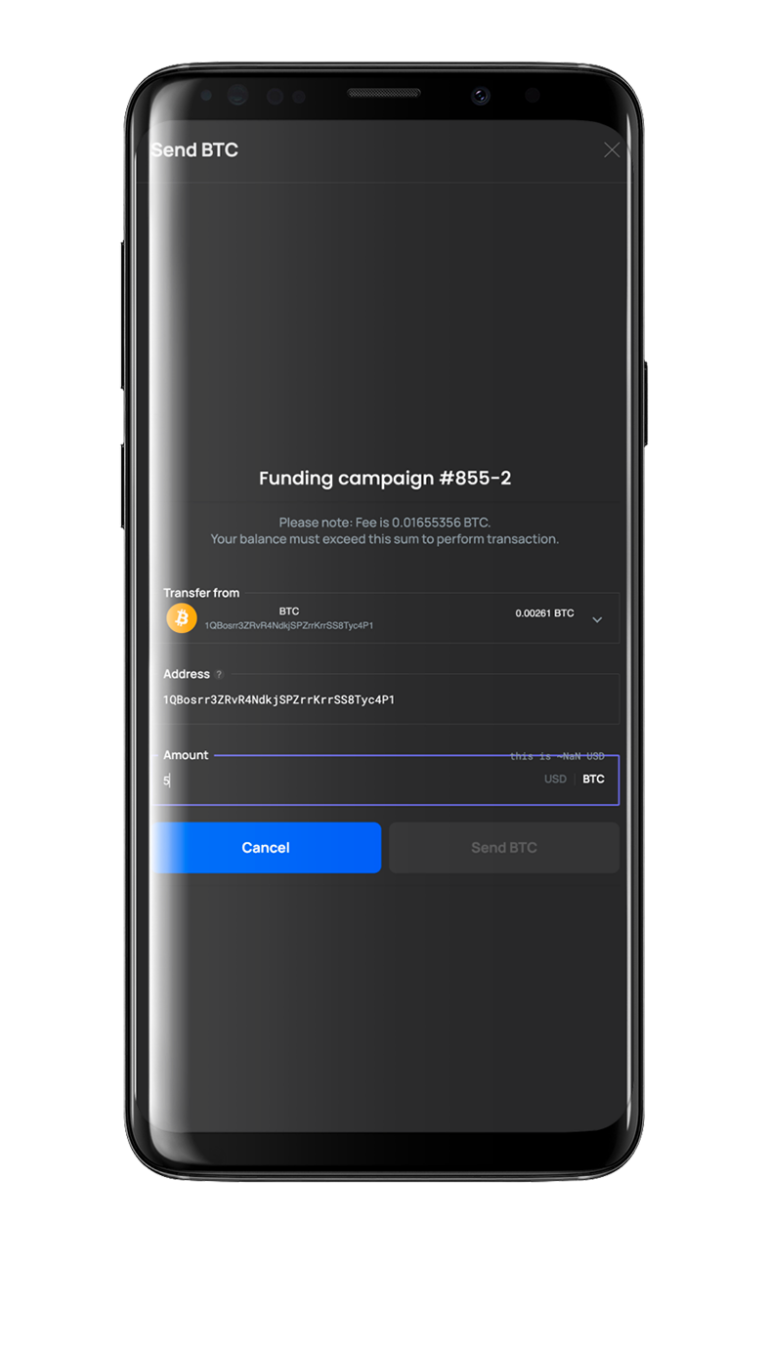 Send BTC
Funding campaign #855-2
Please note: Fee is 0.01655356 BTC.
Your balance must exceed this sum to perform transaction.
Transfer from
BTC
0.00261 BTC
1QBosrr3ZRvR4NdkjSPZrrKrrSS8Tyc4P1
Address ?
1QBosrr3ZRvR4NdkjSPZrrKrrSS8Tyc4P1
Amount this is ~NaN USD
5 USD BTC
Cancel Send BTC